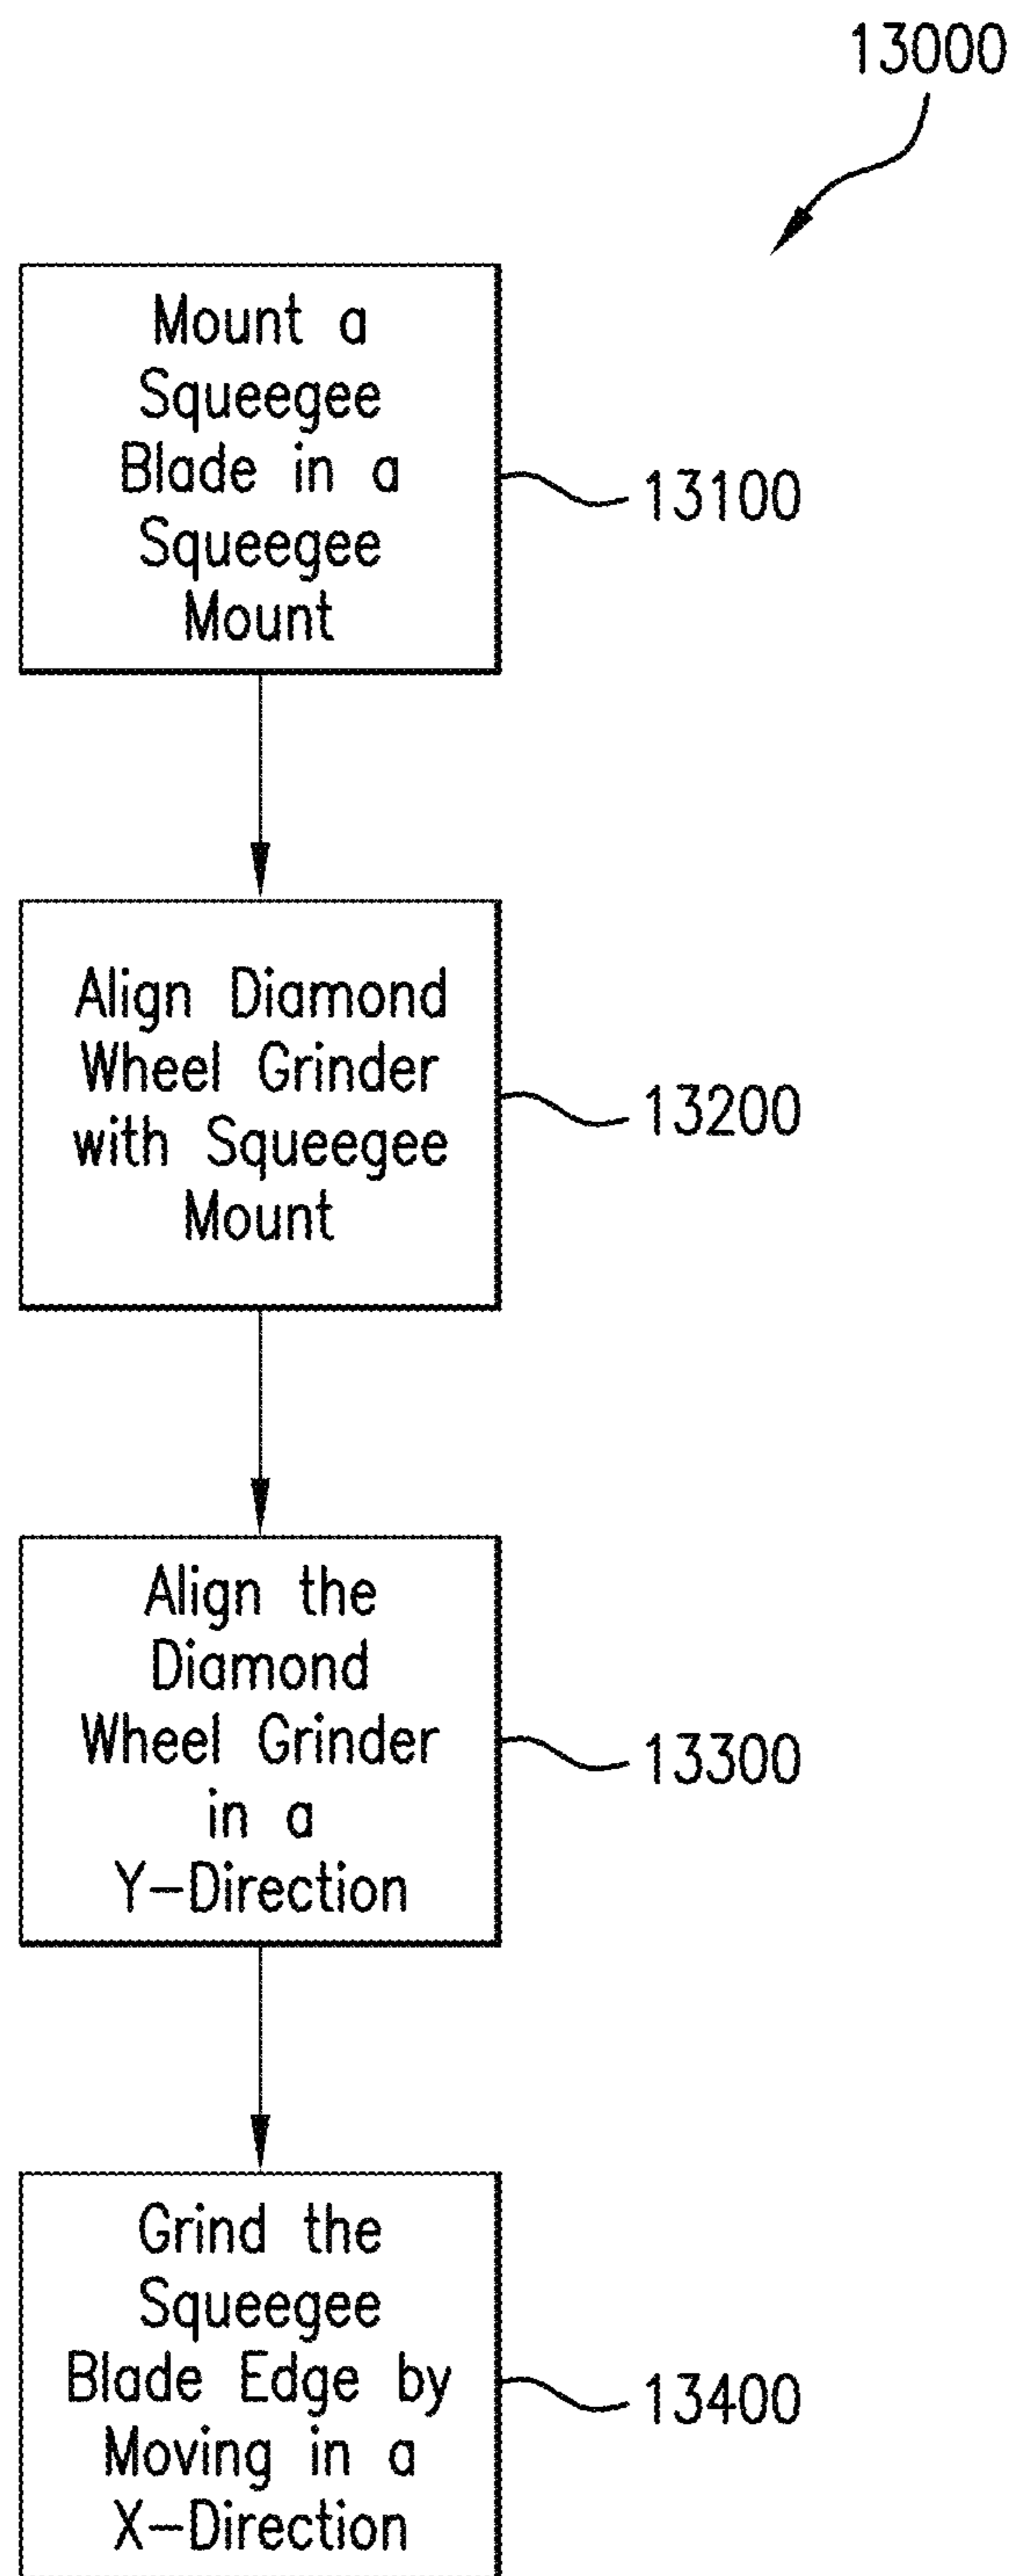 13000
Mount a
Squeegee
Blade in a
Squeegee
Mount
13100
Align Diamond
Wheel Grinder
with Squeegee
Mount
13200
Align the
Diamond
Wheel Grinder
in a
Y-Direction
13300
Grind the
Squeegee
Blade Edge by
Moving in a
X-Direction
13400